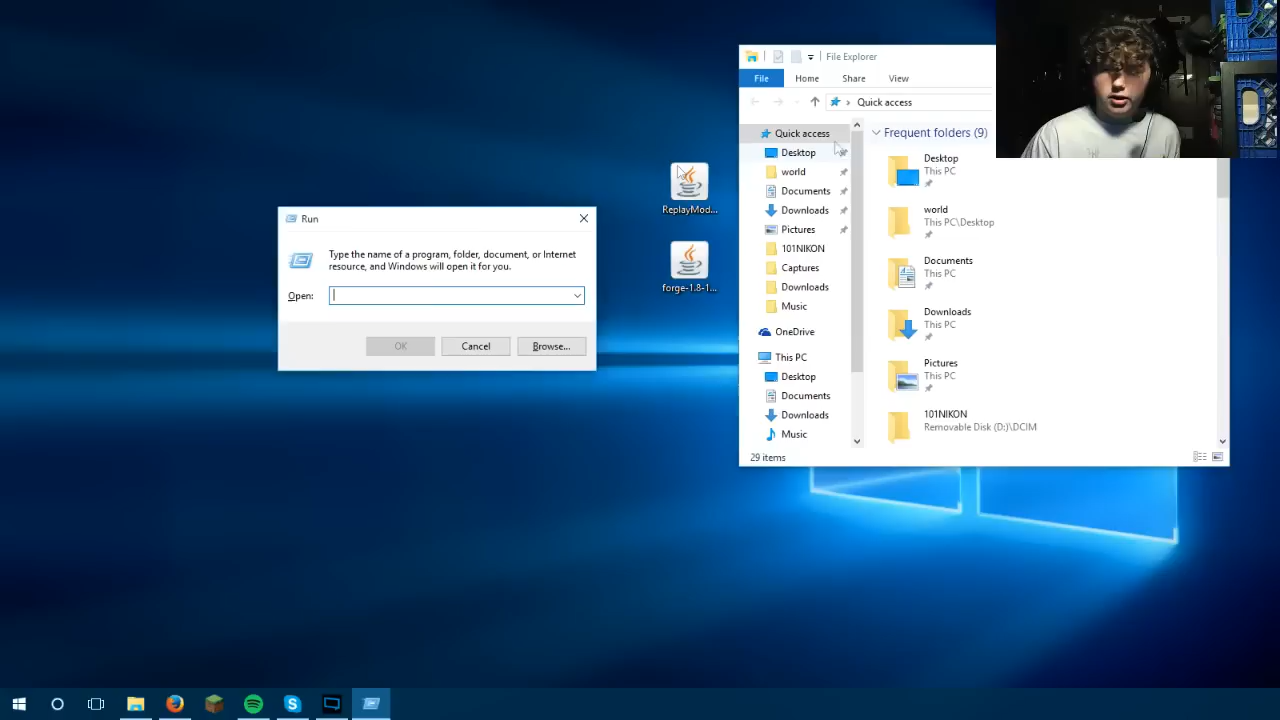 File Explorer
File Home Share View
Quick access
Quick access
Desktop
world
Documents
Downloads
Pictures
101NIKON
Captures
Downloads
Music
OneDrive
This PC
Desktop
Documents
Downloads
Music
Frequent folders (9)
Desktop
This PC
world
This PC\Desktop
Documents
This PC
Downloads
This PC
Pictures
This PC
101NIKON
Removable Disk (D:)\DCIM
29 items
ReplayMod...
forge-1.8-1...
Run
Type the name of a program, folder, document, or Internet
resource, and Windows will open it for you.
Open:
OK Cancel Browse...